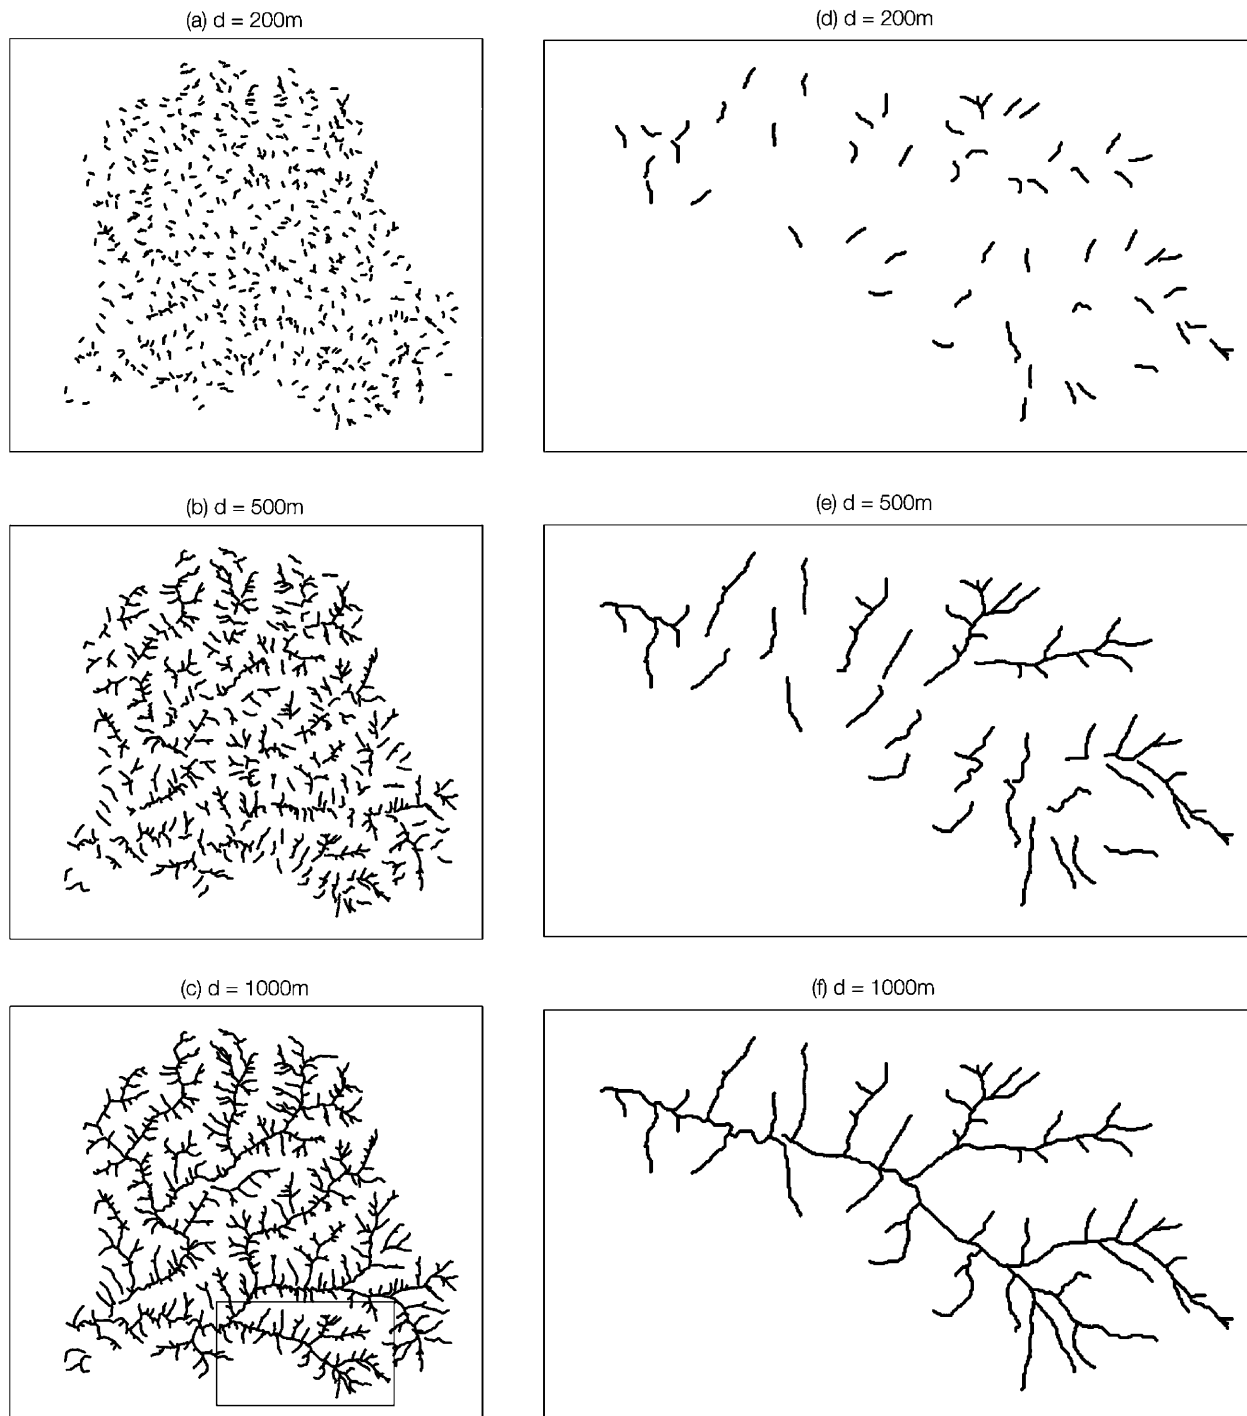 (a) d = 200m
(d) d = 200m
(b) d = 500m
(e) d = 500m
(c) d = 1000m
(f) d = 1000m